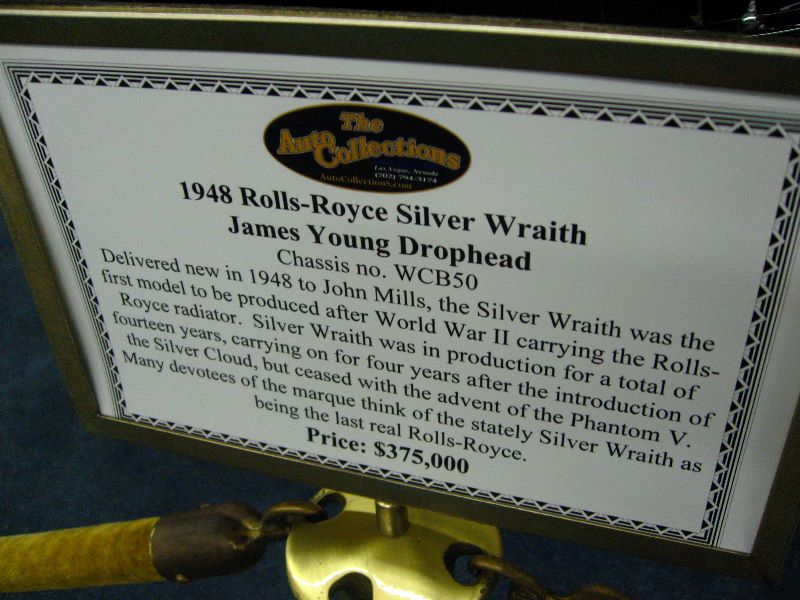 The
Auto Collections
Las Vegas, Nevada
(702) 794-3174
AutoCollectionS.com
1948 Rolls-Royce Silver Wraith
James Young Drophead
Chassis no. WCB50
Delivered new in 1948 to John Mills, the Silver Wraith was the
first model to be produced after World War II carrying the Rolls-
Royce radiator. Silver Wraith was in production for a total of
fourteen years, carrying on for four years after the introduction of
the Silver Cloud, but ceased with the advent of the Phantom V.
Many devotees of the marque think of the stately Silver Wraith as
being the last real Rolls-Royce.
Price: $375,000